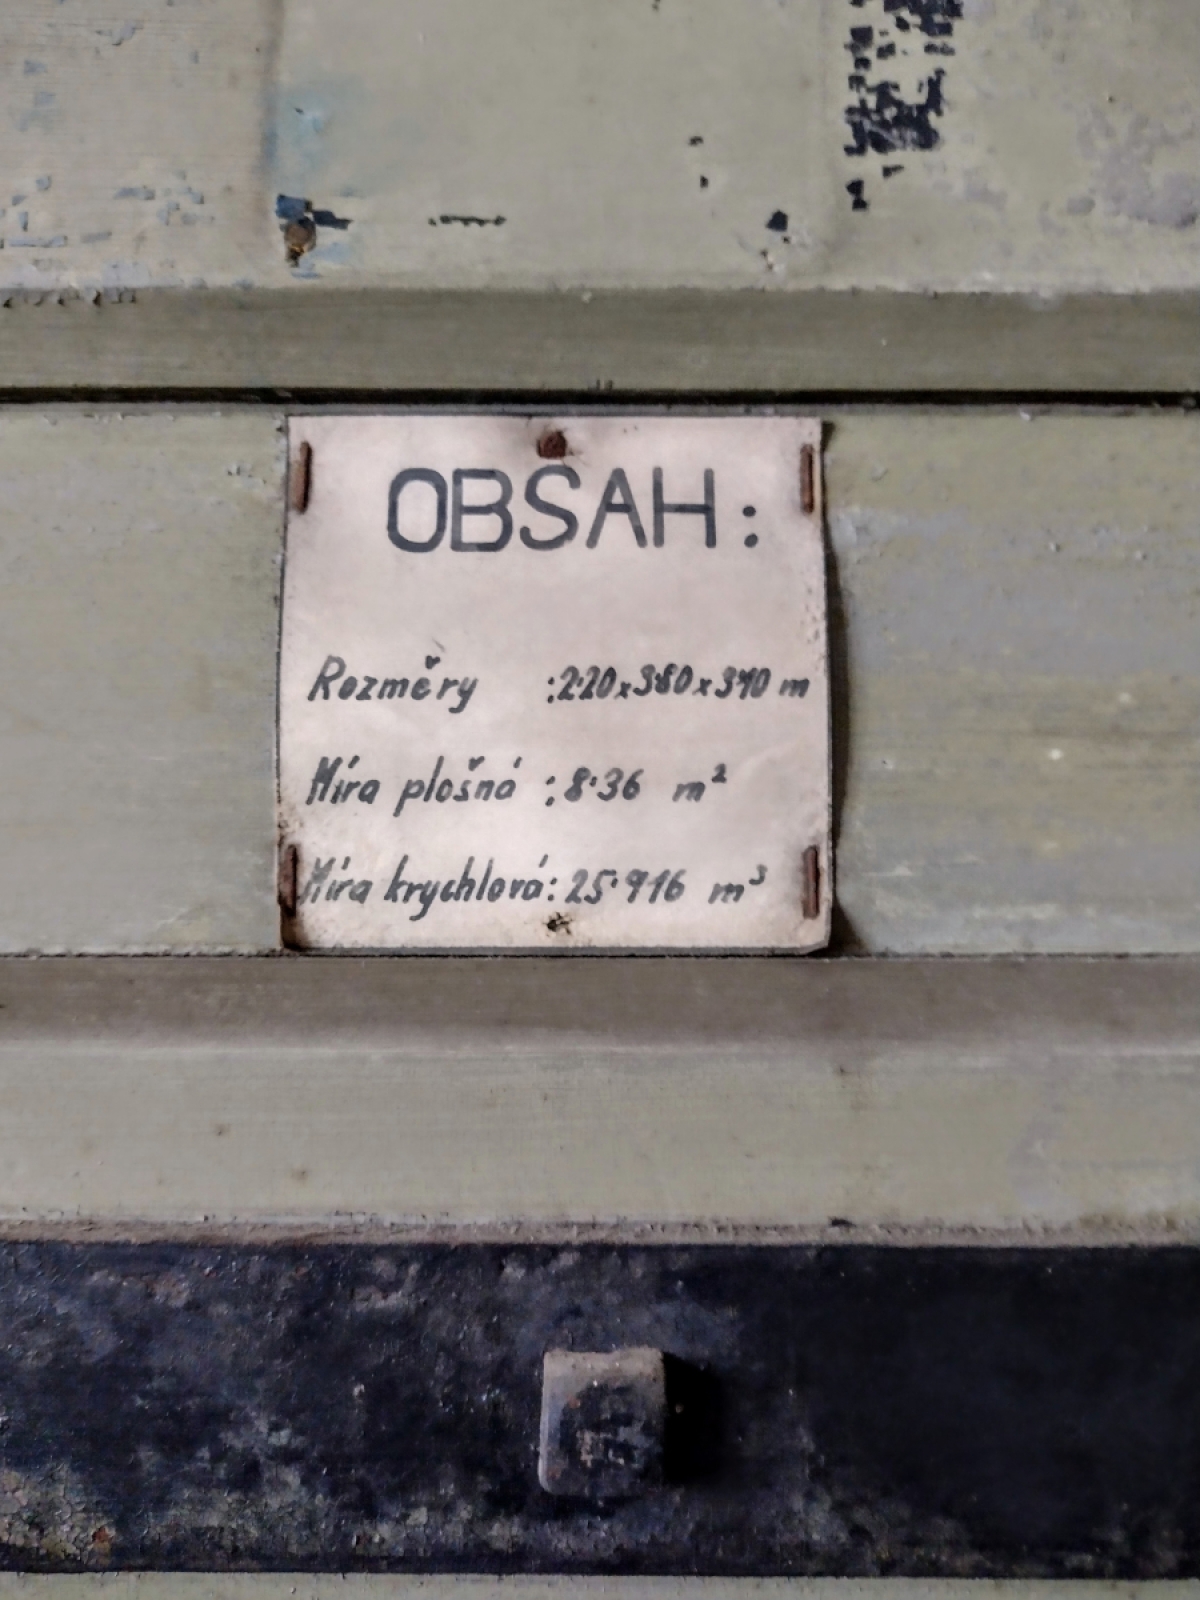 OBSAH:
Rozměry :2·20x3·80x3·10 m
Míra plošná :8·36 m²
Míra krychlová: 25·916 m³